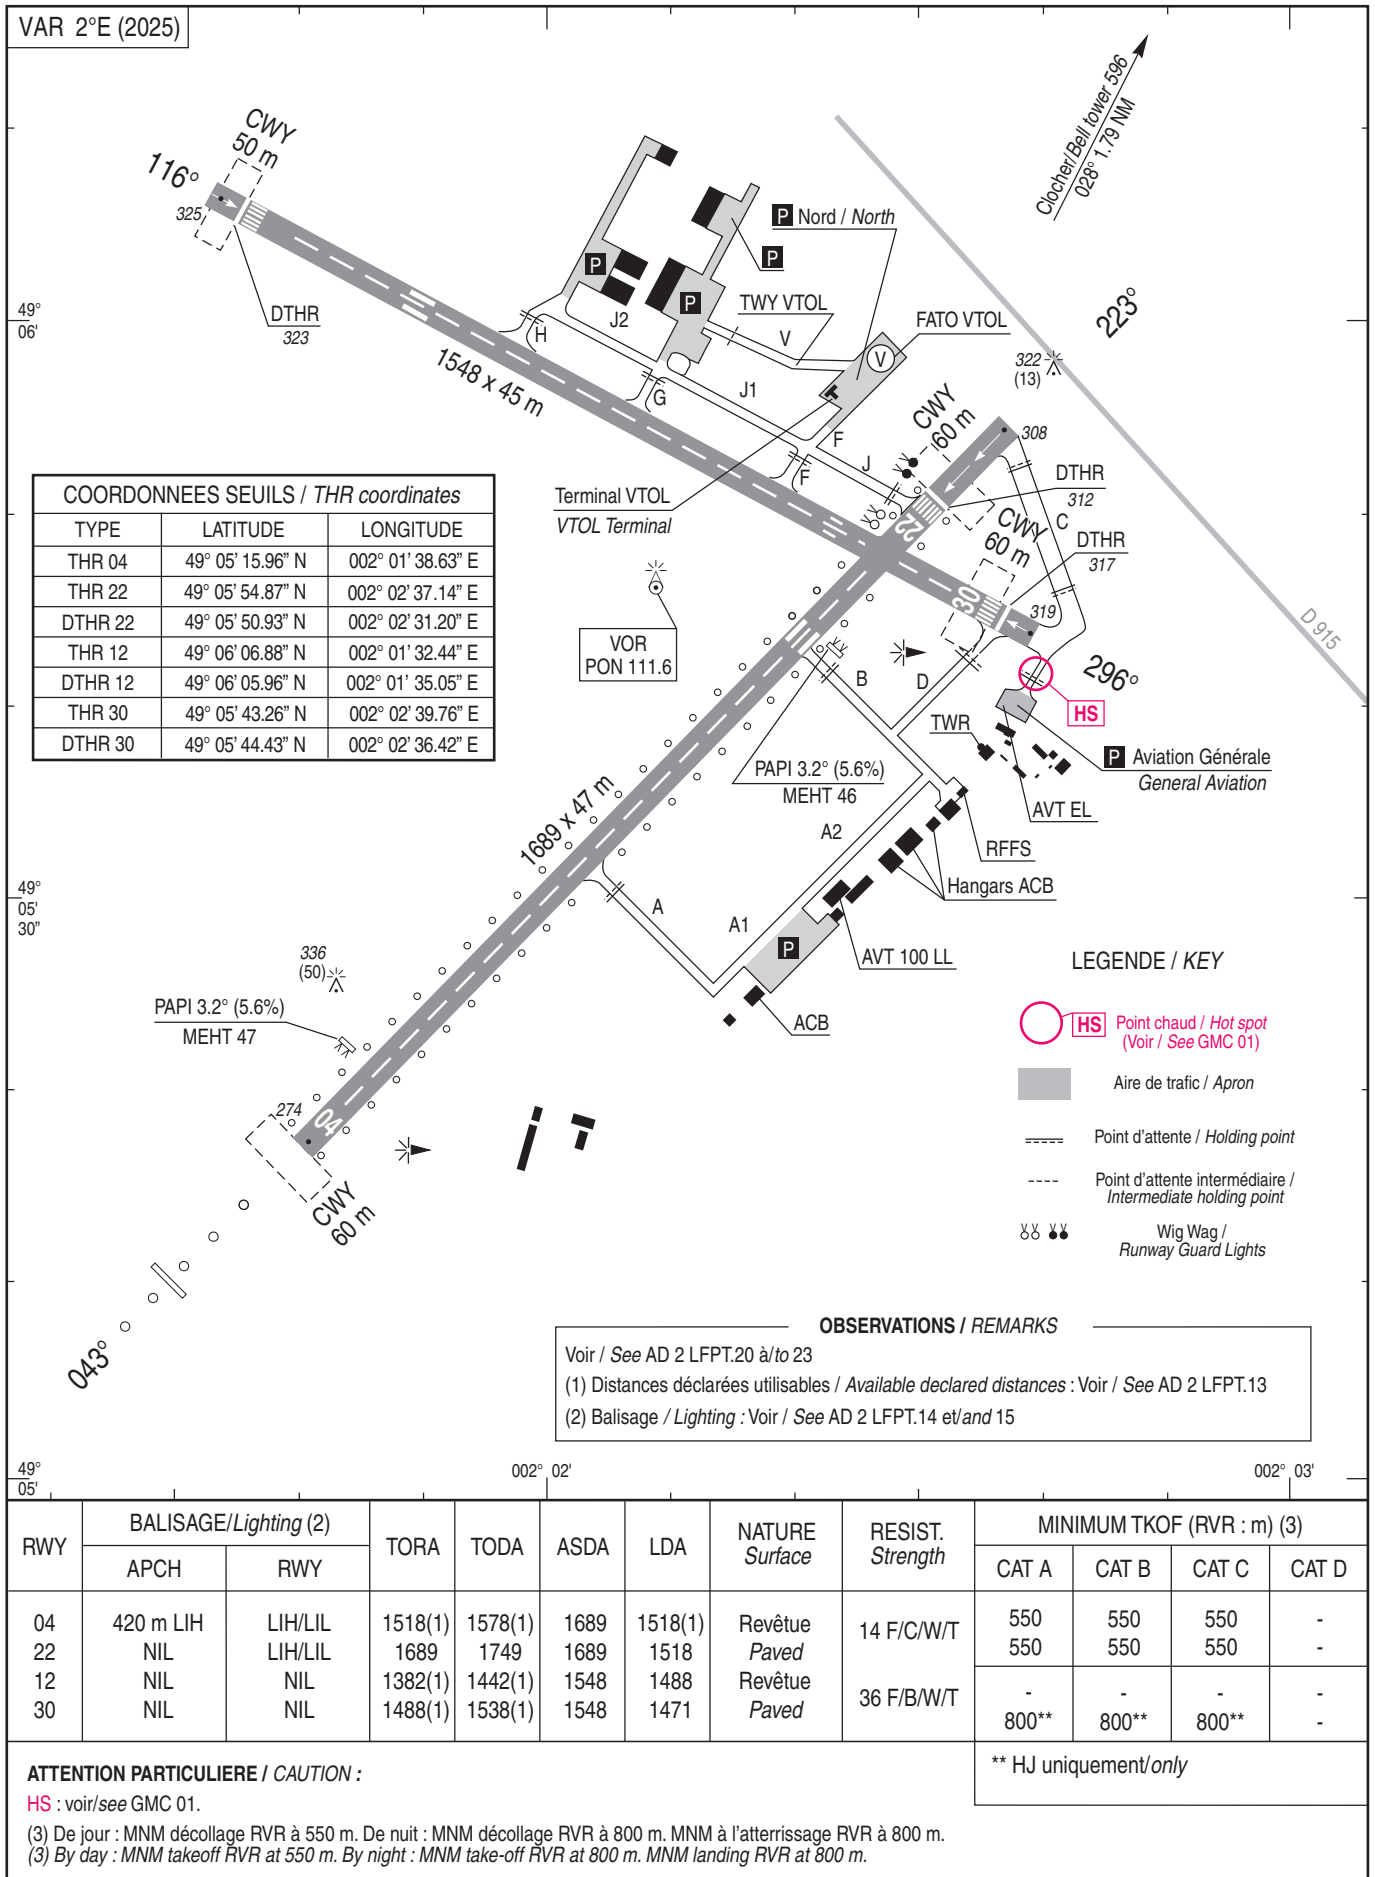 VAR 2°E (2025)
Clocher/Bell tower 596
028° 1.79 NM
CWY
50 m
116°
325
DTHR
323
P Nord / North
P
P
P
TWY VTOL
V
FATO VTOL
V
223°
322
(13)
49°
06'
H
J2
1548 x 45 m
G
J1
F
F
J
CWY
60 m
308
22
DTHR
312
C
CWY
60 m
DTHR
317
30
319
D 915
296°
HS
Terminal VTOL
VTOL Terminal
COORDONNEES SEUILS / THR coordinates
TYPE LATITUDE LONGITUDE
THR 04 49° 05' 15.96" N 002° 01' 38.63" E
THR 22 49° 05' 54.87" N 002° 02' 37.14" E
DTHR 22 49° 05' 50.93" N 002° 02' 31.20" E
THR 12 49° 06' 06.88" N 002° 01' 32.44" E
DTHR 12 49° 06' 05.96" N 002° 01' 35.05" E
THR 30 49° 05' 43.26" N 002° 02' 39.76" E
DTHR 30 49° 05' 44.43" N 002° 02' 36.42" E
VOR
PON 111.6
B
D
TWR
P Aviation Générale
General Aviation
AVT EL
PAPI 3.2° (5.6%)
MEHT 46
1689 x 47 m
A2
RFFS
Hangars ACB
A
A1
P
AVT 100 LL
ACB
49°
05'
30"
336
(50)
PAPI 3.2° (5.6%)
MEHT 47
274
04
CWY
60 m
043°
LEGENDE / KEY
HS Point chaud / Hot spot
(Voir / See GMC 01)
Aire de trafic / Apron
Point d'attente / Holding point
Point d'attente intermédiaire /
Intermediate holding point
Wig Wag /
Runway Guard Lights
OBSERVATIONS / REMARKS
Voir / See AD 2 LFPT.20 à/to 23
(1) Distances déclarées utilisables / Available declared distances : Voir / See AD 2 LFPT.13
(2) Balisage / Lighting : Voir / See AD 2 LFPT.14 et/and 15
49°
05'
002° 02'
002° 03'
RWY BALISAGE/Lighting (2) TORA TODA ASDA LDA NATURE Surface RESIST. Strength MINIMUM TKOF (RVR : m) (3)
APCH RWY CAT A CAT B CAT C CAT D
04 420 m LIH LIH/LIL 1518(1) 1578(1) 1689 1518(1) Revêtue 14 F/C/W/T 550 550 550 -
22 NIL LIH/LIL 1689 1749 1689 1518 Paved 550 550 550 -
12 NIL NIL 1382(1) 1442(1) 1548 1488 Revêtue 36 F/B/W/T - - - -
30 NIL NIL 1488(1) 1538(1) 1548 1471 Paved 800** 800** 800** -
** HJ uniquement/only
ATTENTION PARTICULIERE / CAUTION :
HS : voir/see GMC 01.
(3) De jour : MNM décollage RVR à 550 m. De nuit : MNM décollage RVR à 800 m. MNM à l'atterrissage RVR à 800 m.
(3) By day : MNM takeoff RVR at 550 m. By night : MNM take-off RVR at 800 m. MNM landing RVR at 800 m.